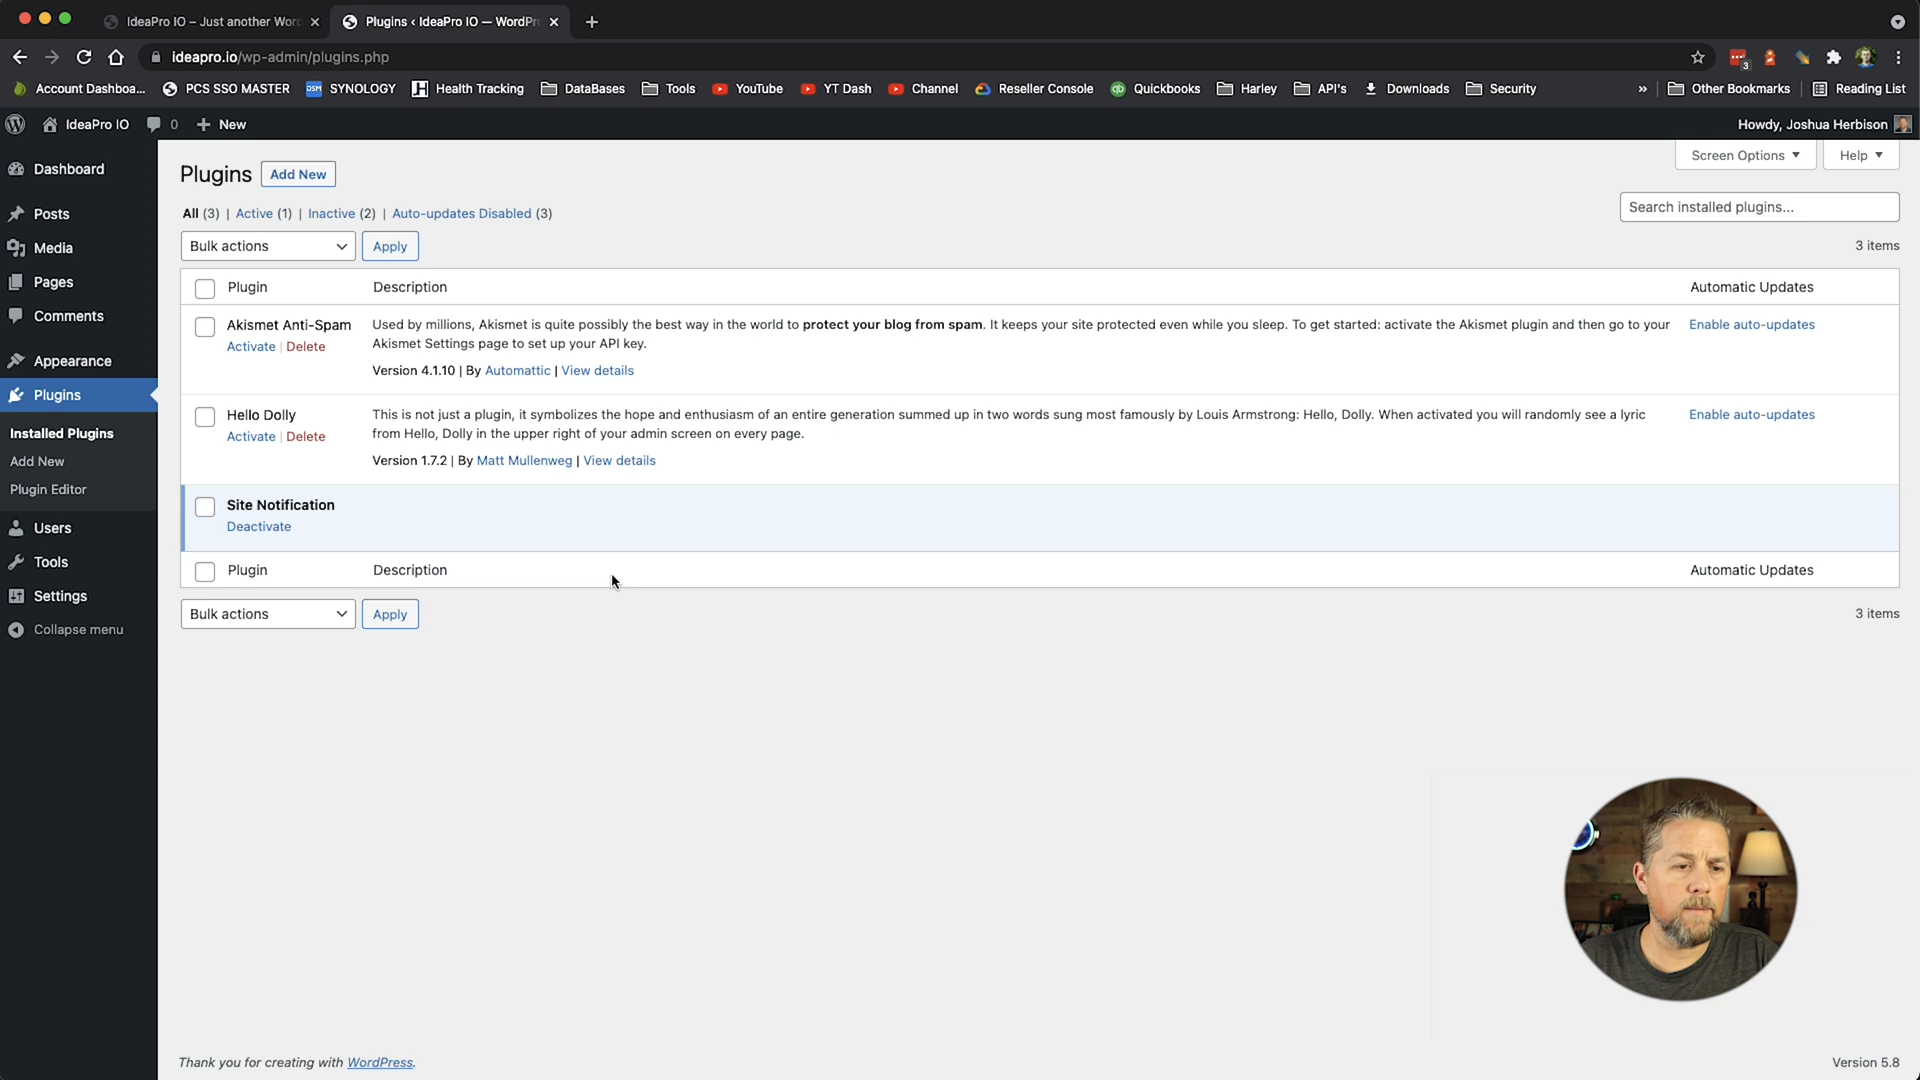 IdeaPro IO – Just another Wor
Plugins ‹ IdeaPro IO — WordPr
ideapro.io/wp-admin/plugins.php
3
Account Dashboa...
PCS SSO MASTER
DSM SYNOLOGY
Health Tracking
DataBases
Tools
YouTube
YT Dash
Channel
Reseller Console
Quickbooks
Harley
API's
Downloads
Security
»
Other Bookmarks
Reading List
IdeaPro IO
0
+ New
Howdy, Joshua Herbison
Dashboard
Posts
Media
Pages
Comments
Appearance
Plugins
Installed Plugins
Add New
Plugin Editor
Users
Tools
Settings
Collapse menu
Plugins Add New
Screen Options
Help
All (3) | Active (1) | Inactive (2) | Auto-updates Disabled (3)
Search installed plugins...
Bulk actions Apply
3 items
Plugin Description Automatic Updates
Akismet Anti-Spam
Activate | Delete
Used by millions, Akismet is quite possibly the best way in the world to protect your blog from spam. It keeps your site protected even while you sleep. To get started: activate the Akismet plugin and then go to your
Akismet Settings page to set up your API key.
Version 4.1.10 | By Automattic | View details
Enable auto-updates
Hello Dolly
Activate | Delete
This is not just a plugin, it symbolizes the hope and enthusiasm of an entire generation summed up in two words sung most famously by Louis Armstrong: Hello, Dolly. When activated you will randomly see a lyric
from Hello, Dolly in the upper right of your admin screen on every page.
Version 1.7.2 | By Matt Mullenweg | View details
Enable auto-updates
Site Notification
Deactivate
Plugin Description Automatic Updates
Bulk actions Apply
3 items
Thank you for creating with WordPress.
Version 5.8